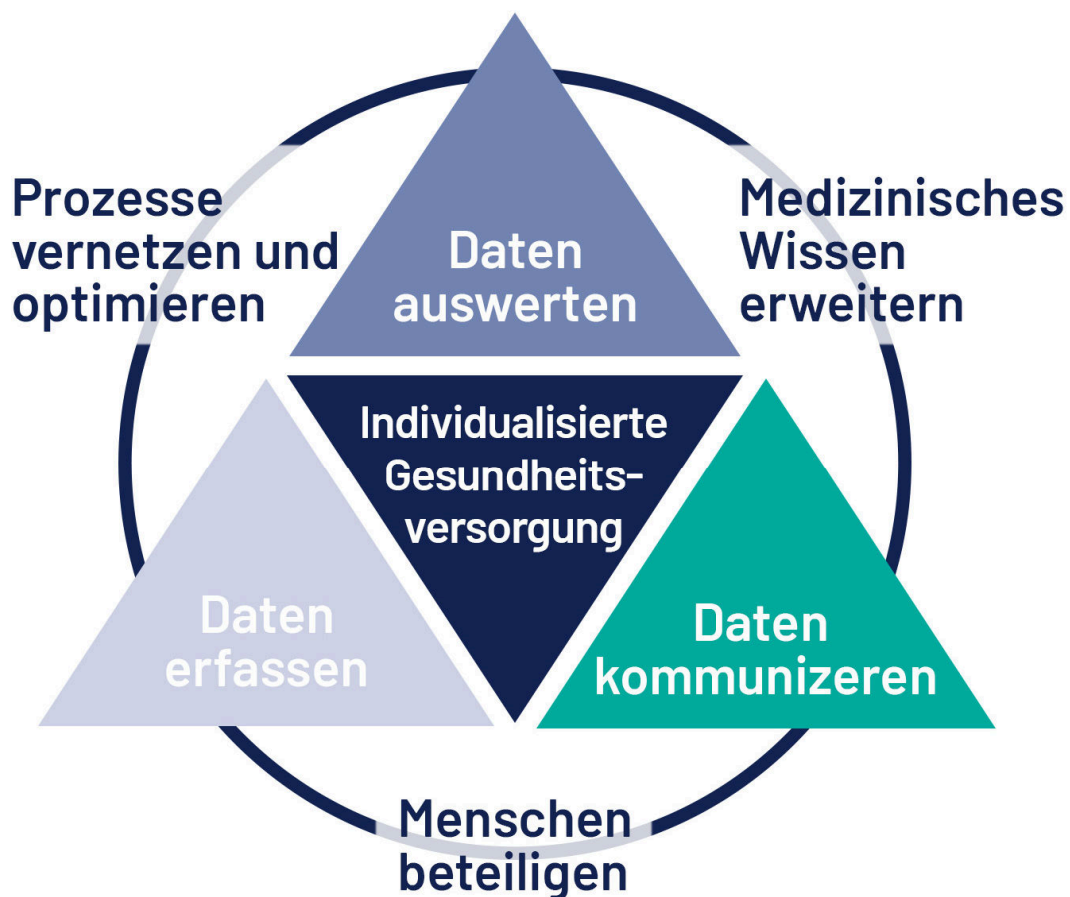 Prozesse
vernetzen und
optimieren
Medizinisches
Wissen
erweitern
Daten
auswerten
Individualisierte
Gesundheits-
versorgung
Daten
erfassen
Daten
kommunizeren
Menschen
beteiligen